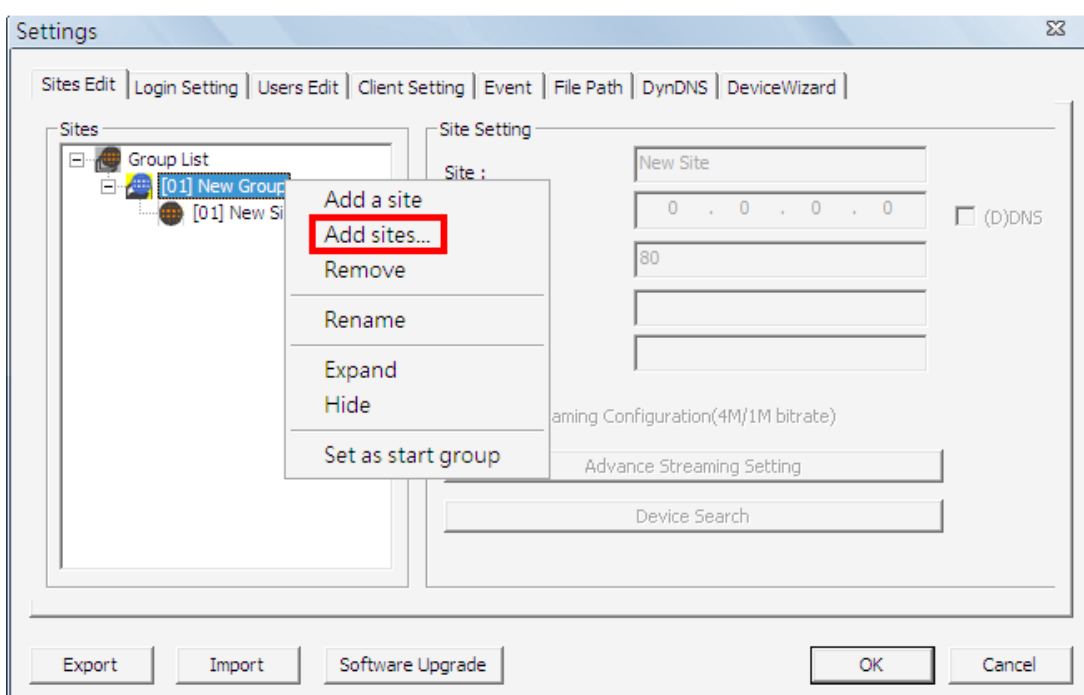 Settings
Sites Edit
Login Setting
Users Edit
Client Setting
Event
File Path
DynDNS
DeviceWizard
Sites
Group List
[01] New Group
[01] New Si
Add a site
Add sites...
Remove
Rename
Expand
Hide
Set as start group
Site Setting
Site :
New Site
0 . 0 . 0 . 0
(D)DNS
80
aming Configuration(4M/1M bitrate)
Advance Streaming Setting
Device Search
Export
Import
Software Upgrade
OK
Cancel